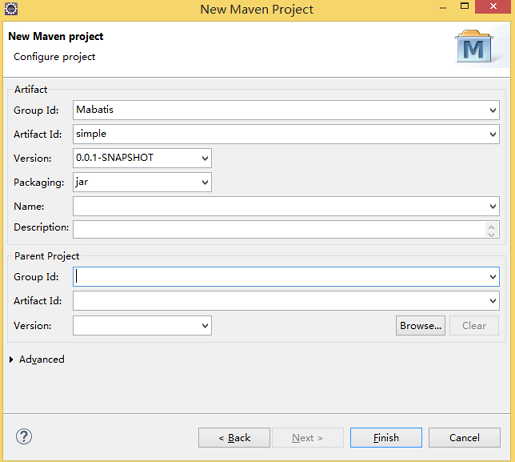 New Maven Project
New Maven project
Configure project
M
Artifact
Group Id: Mabatis
Artifact Id: simple
Version: 0.0.1-SNAPSHOT
Packaging: jar
Name:
Description:
Parent Project
Group Id:
Artifact Id:
Version: Browse... Clear
Advanced
? < Back Next > Finish Cancel